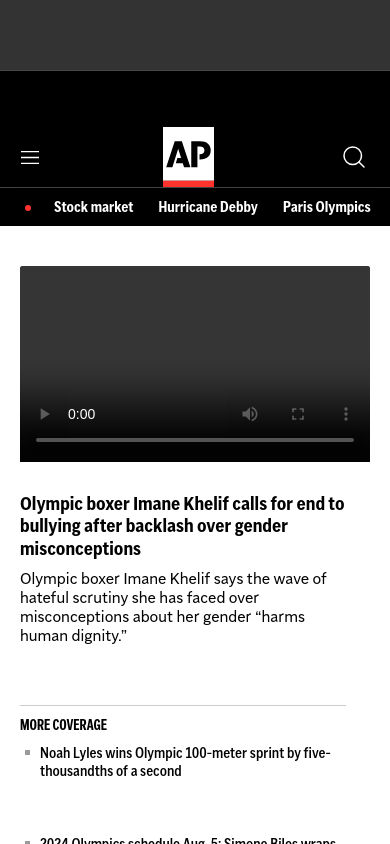 AP
Stock market Hurricane Debby Paris Olympics
0:00
Olympic boxer Imane Khelif calls for end to
bullying after backlash over gender
misconceptions
Olympic boxer Imane Khelif says the wave of
hateful scrutiny she has faced over
misconceptions about her gender “harms
human dignity.”
MORE COVERAGE
Noah Lyles wins Olympic 100-meter sprint by five-
thousandths of a second
2024 Olympics schedule Aug. 5: Simone Biles wraps